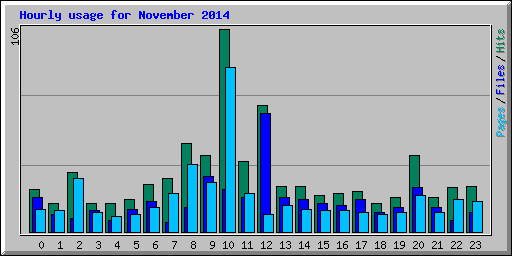 Hourly usage for November 2014
106
Pages/Files/Hits
0 1 2 3 4 5 6 7 8 9 10 11 12 13 14 15 16 17 18 19 20 21 22 23